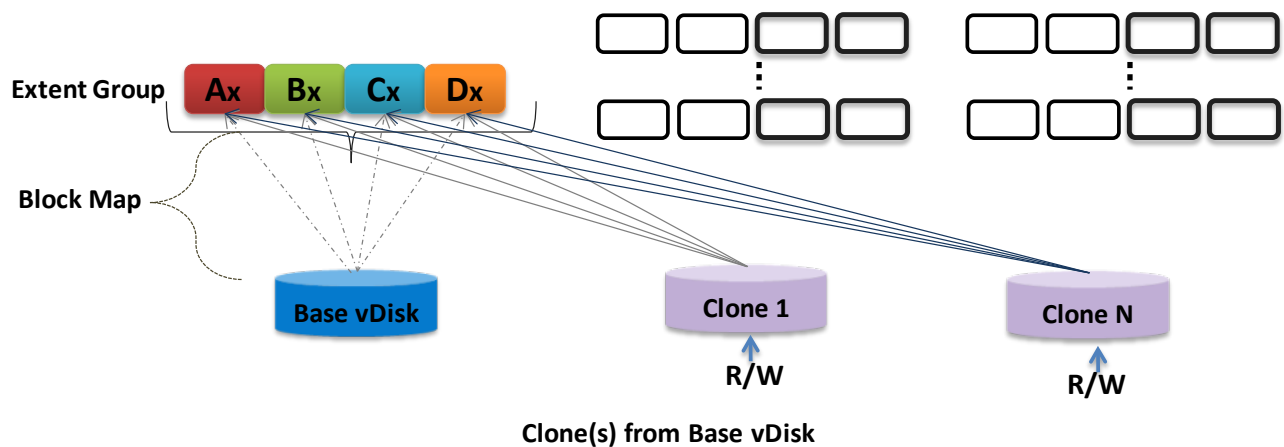 Extent Group
Ax Bx Cx Dx
Block Map
Base vDisk
Clone 1
Clone N
R/W
R/W
Clone(s) from Base vDisk